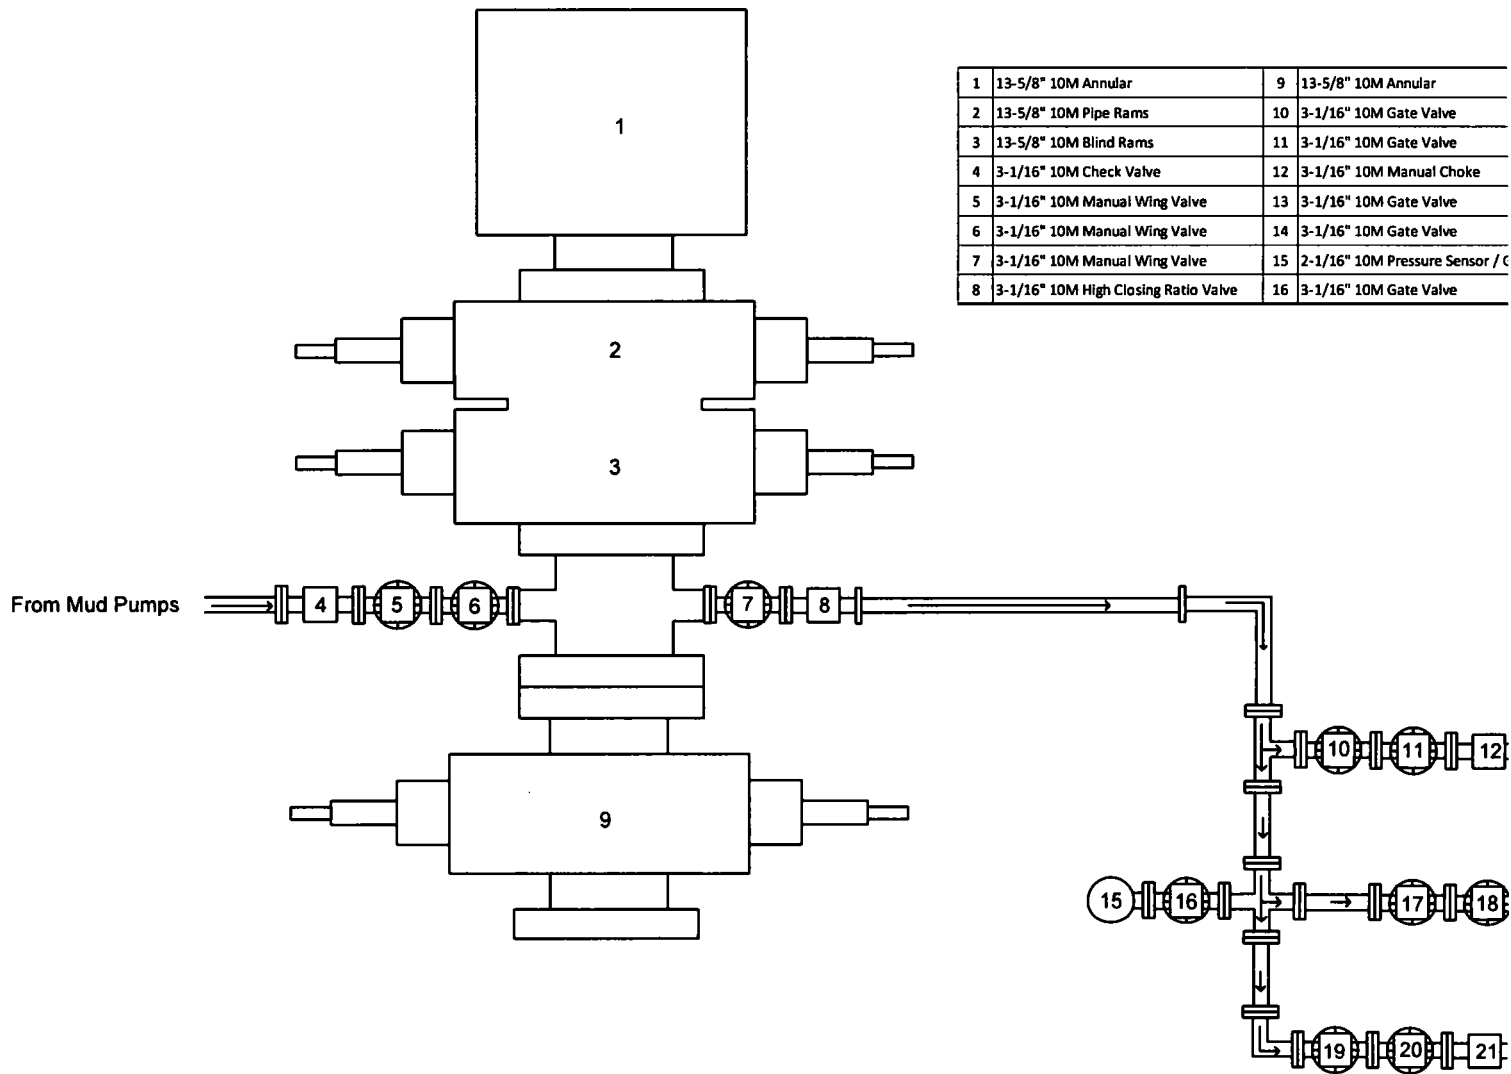 1
1 13-5/8" 10M Annular 9 13-5/8" 10M Annular
2 13-5/8" 10M Pipe Rams 10 3-1/16" 10M Gate Valve
3 13-5/8" 10M Blind Rams 11 3-1/16" 10M Gate Valve
4 3-1/16" 10M Check Valve 12 3-1/16" 10M Manual Choke
5 3-1/16" 10M Manual Wing Valve 13 3-1/16" 10M Gate Valve
6 3-1/16" 10M Manual Wing Valve 14 3-1/16" 10M Gate Valve
7 3-1/16" 10M Manual Wing Valve 15 2-1/16" 10M Pressure Sensor /
8 3-1/16" 10M High Closing Ratio Valve 16 3-1/16" 10M Gate Valve
2
3
From Mud Pumps 4 5 6 7 8
10 11 12
9
15 16 17 18
19 20 21